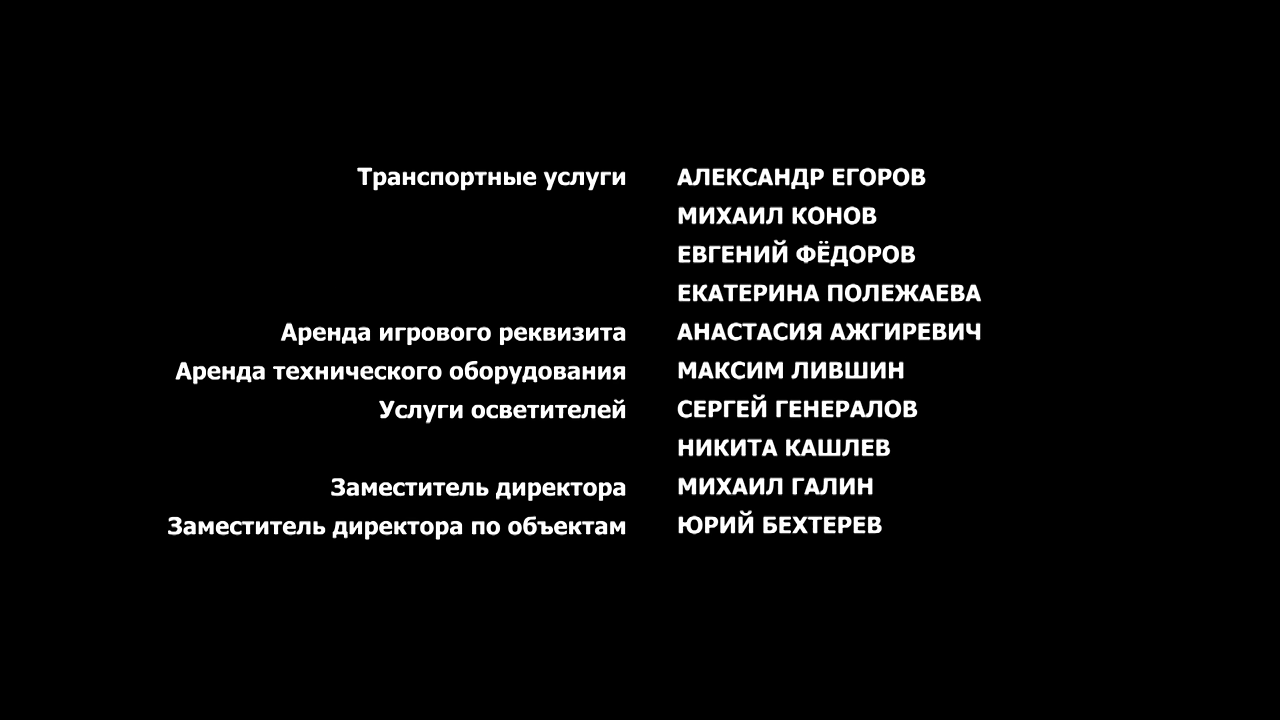 Транспортные услуги АЛЕКСАНДР ЕГОРОВ
МИХАИЛ КОНОВ
ЕВГЕНИЙ ФЁДОРОВ
ЕКАТЕРИНА ПОЛЕЖАЕВА
Аренда игрового реквизита АНАСТАСИЯ АЖГИРЕВИЧ
Аренда технического оборудования МАКСИМ ЛИВШИН
Услуги осветителей СЕРГЕЙ ГЕНЕРАЛОВ
НИКИТА КАШЛЕВ
Заместитель директора МИХАИЛ ГАЛИН
Заместитель директора по объектам ЮРИЙ БЕХТЕРЕВ